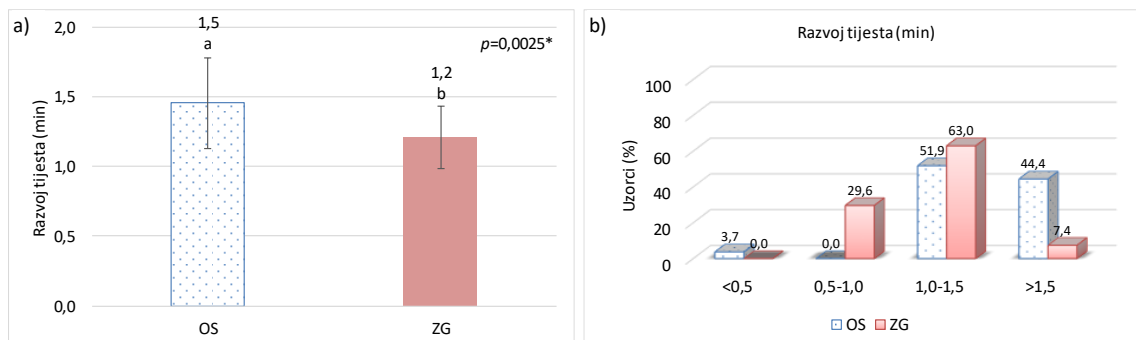 a)
2,0
1,5
1,0
0,5
0,0
Razvoj tijesta (min)
1,5
a
1,2
b
p=0,0025*
OS
ZG
b)
Razvoj tijesta (min)
100
80
60
40
20
0
Uzorci (%)
3,7
0,0
0,0
29,6
51,9
63,0
44,4
7,4
<0,5
0,5-1,0
1,0-1,5
>1,5
OS
ZG